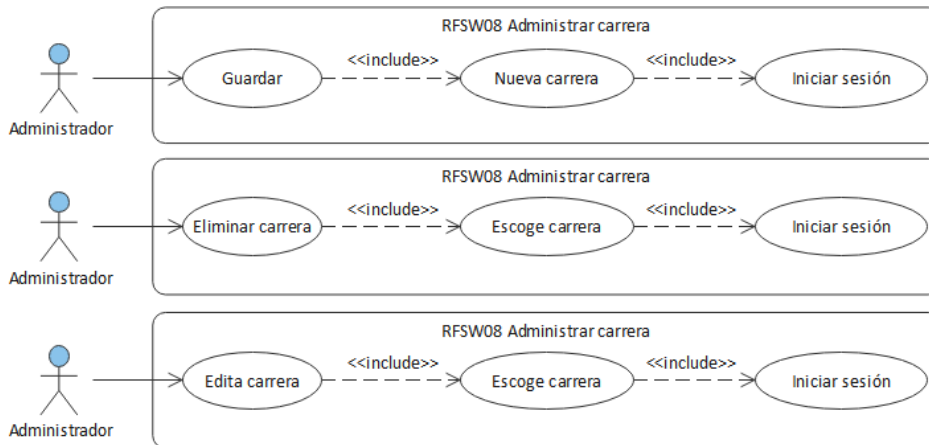 RFSW08 Administrar carrera
<<include>>
<<include>>
Guardar
Nueva carrera
Iniciar sesión
Administrador
RFSW08 Administrar carrera
<<include>>
<<include>>
Eliminar carrera
Escoge carrera
Iniciar sesión
Administrador
RFSW08 Administrar carrera
<<include>>
<<include>>
Edita carrera
Escoge carrera
Iniciar sesión
Administrador